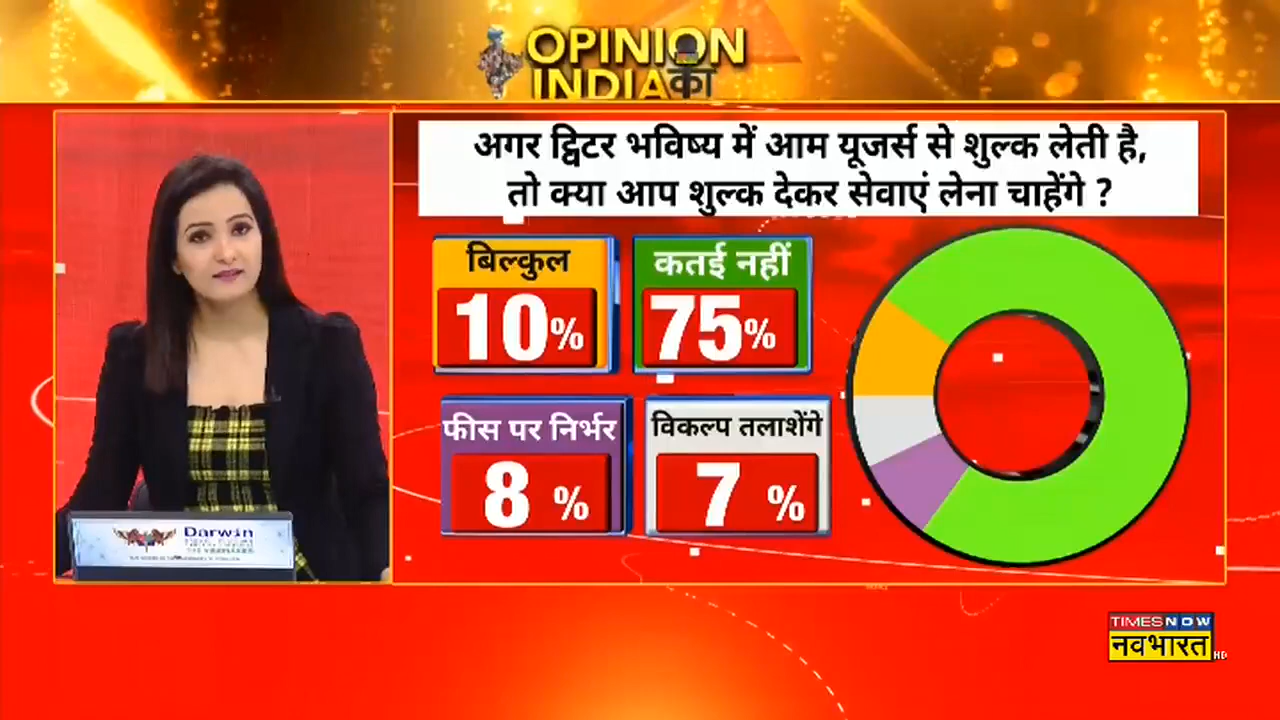 OPINION
INDIA का
अगर ट्विटर भविष्य में आम यूजर्स से शुल्क लेती है,
तो क्या आप शुल्क देकर सेवाएं लेना चाहेंगे ?
बिल्कुल
10%
कतई नहीं
75%
फीस पर निर्भर
8 %
विकल्प तलाशेंगे
7 %
Darwin
TIMES NOW
नवभारत
HD